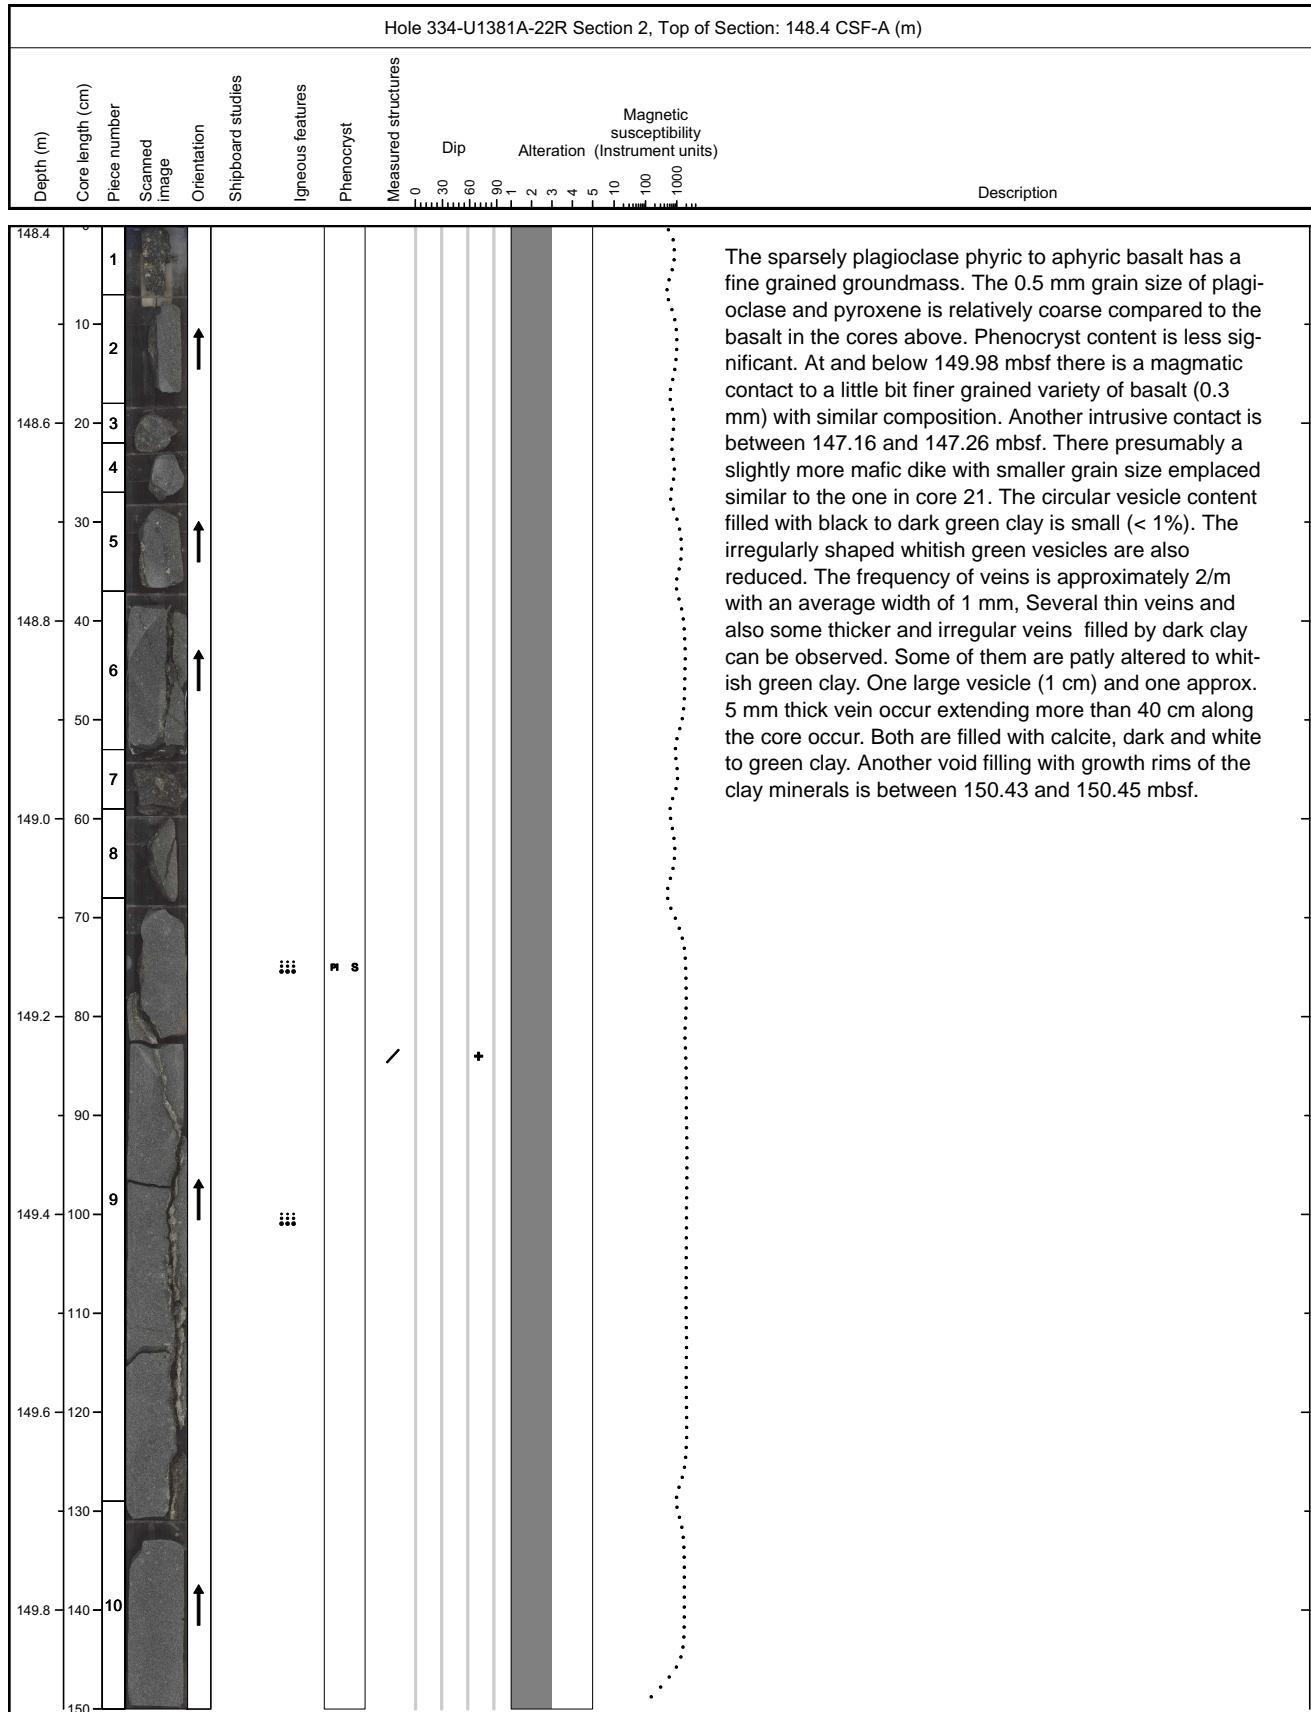 Hole 334-U1381A-22R Section 2, Top of Section: 148.4 CSF-A (m)
Depth (m)
Core length (cm)
Piece number
Scanned image
Orientation
Shipboard studies
Igneous features
Phenocryst
Measured structures
Dip
0 30 60 90
Alteration
1 2 3 4 5
Magnetic
susceptibility
(Instrument units)
10 100 1000
Description
The sparsely plagioclase phyric to aphyric basalt has a
fine grained groundmass. The 0.5 mm grain size of plagi-
oclase and pyroxene is relatively coarse compared to the
basalt in the cores above. Phenocryst content is less sig-
nificant. At and below 149.98 mbsf there is a magmatic
contact to a little bit finer grained variety of basalt (0.3
mm) with similar composition. Another intrusive contact is
between 147.16 and 147.26 mbsf. There presumably a
slightly more mafic dike with smaller grain size emplaced
similar to the one in core 21. The circular vesicle content
filled with black to dark green clay is small (< 1%). The
irregularly shaped whitish green vesicles are also
reduced. The frequency of veins is approximately 2/m
with an average width of 1 mm, Several thin veins and
also some thicker and irregular veins filled by dark clay
can be observed. Some of them are patly altered to whit-
ish green clay. One large vesicle (1 cm) and one approx.
5 mm thick vein occur extending more than 40 cm along
the core occur. Both are filled with calcite, dark and white
to green clay. Another void filling with growth rims of the
clay minerals is between 150.43 and 150.45 mbsf.
148.4 0
1
10
2
148.6 20 3
4
30
5
148.8 40
6
50
7
149.0 60
8
70
Pl S
149.2 80
90
9
149.4 100
110
149.6 120
130
149.8 140 10
150